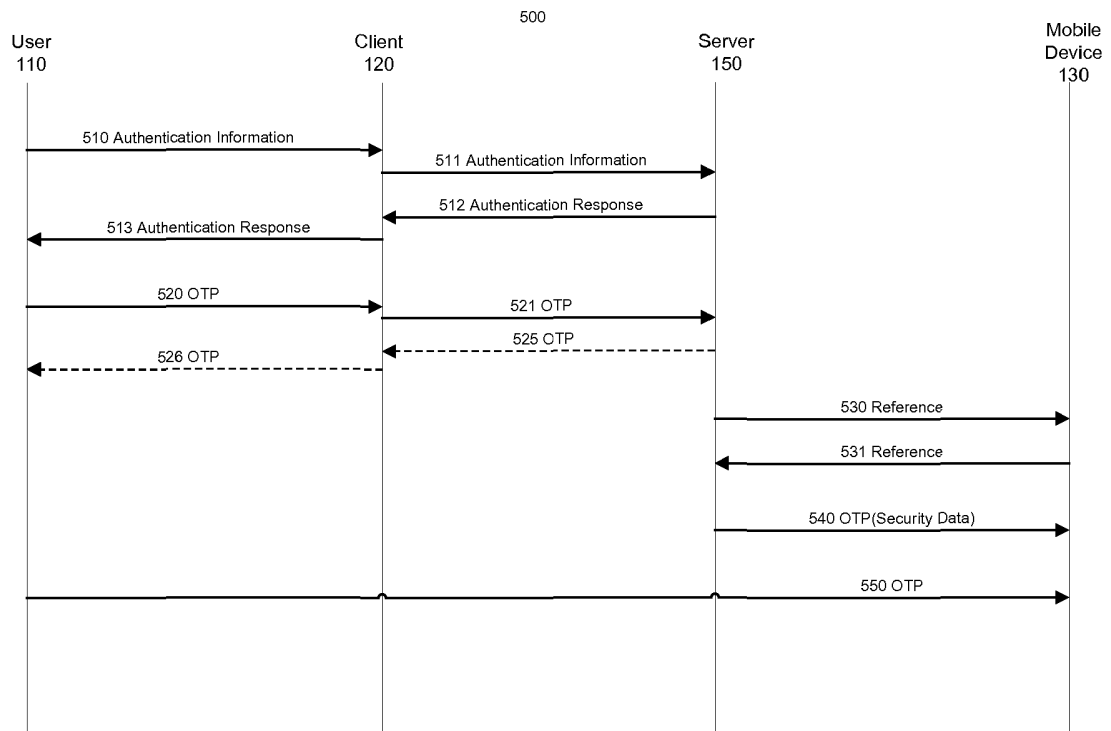 500
User
110
Client
120
Server
150
Mobile
Device
130
510 Authentication Information
511 Authentication Information
512 Authentication Response
513 Authentication Response
520 OTP
521 OTP
525 OTP
526 OTP
530 Reference
531 Reference
540 OTP(Security Data)
550 OTP